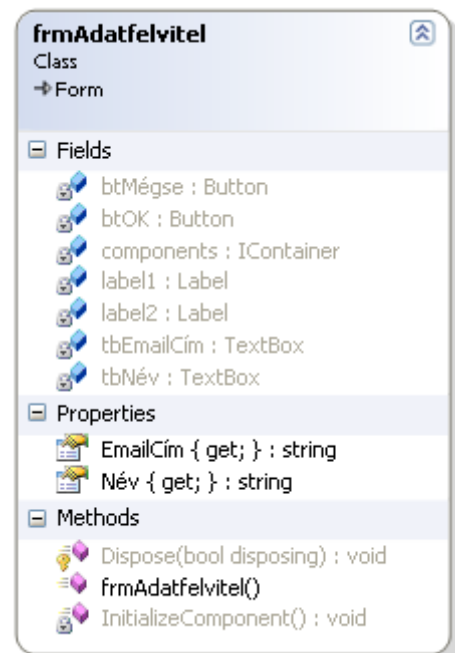 frmAdatfelvitel
Class
Form
Fields
btMégse : Button
btOK : Button
components : IContainer
label1 : Label
label2 : Label
tbEmailCím : TextBox
tbNév : TextBox
Properties
EmailCím { get; } : string
Név { get; } : string
Methods
Dispose(bool disposing) : void
frmAdatfelvitel()
InitializeComponent() : void